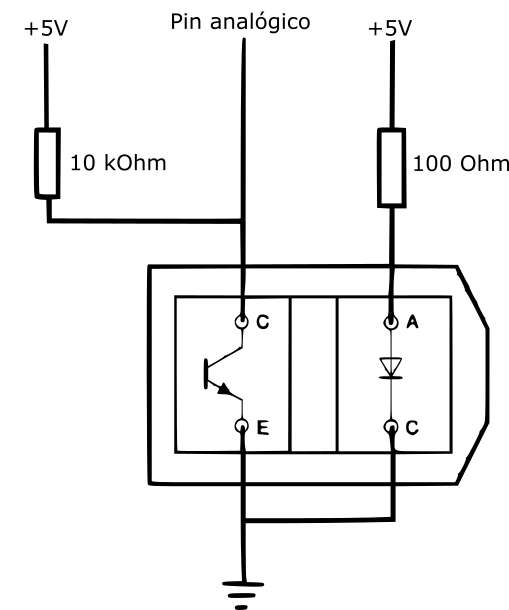 +5V
Pin analógico
+5V
10 kOhm
100 Ohm
C
A
E
C